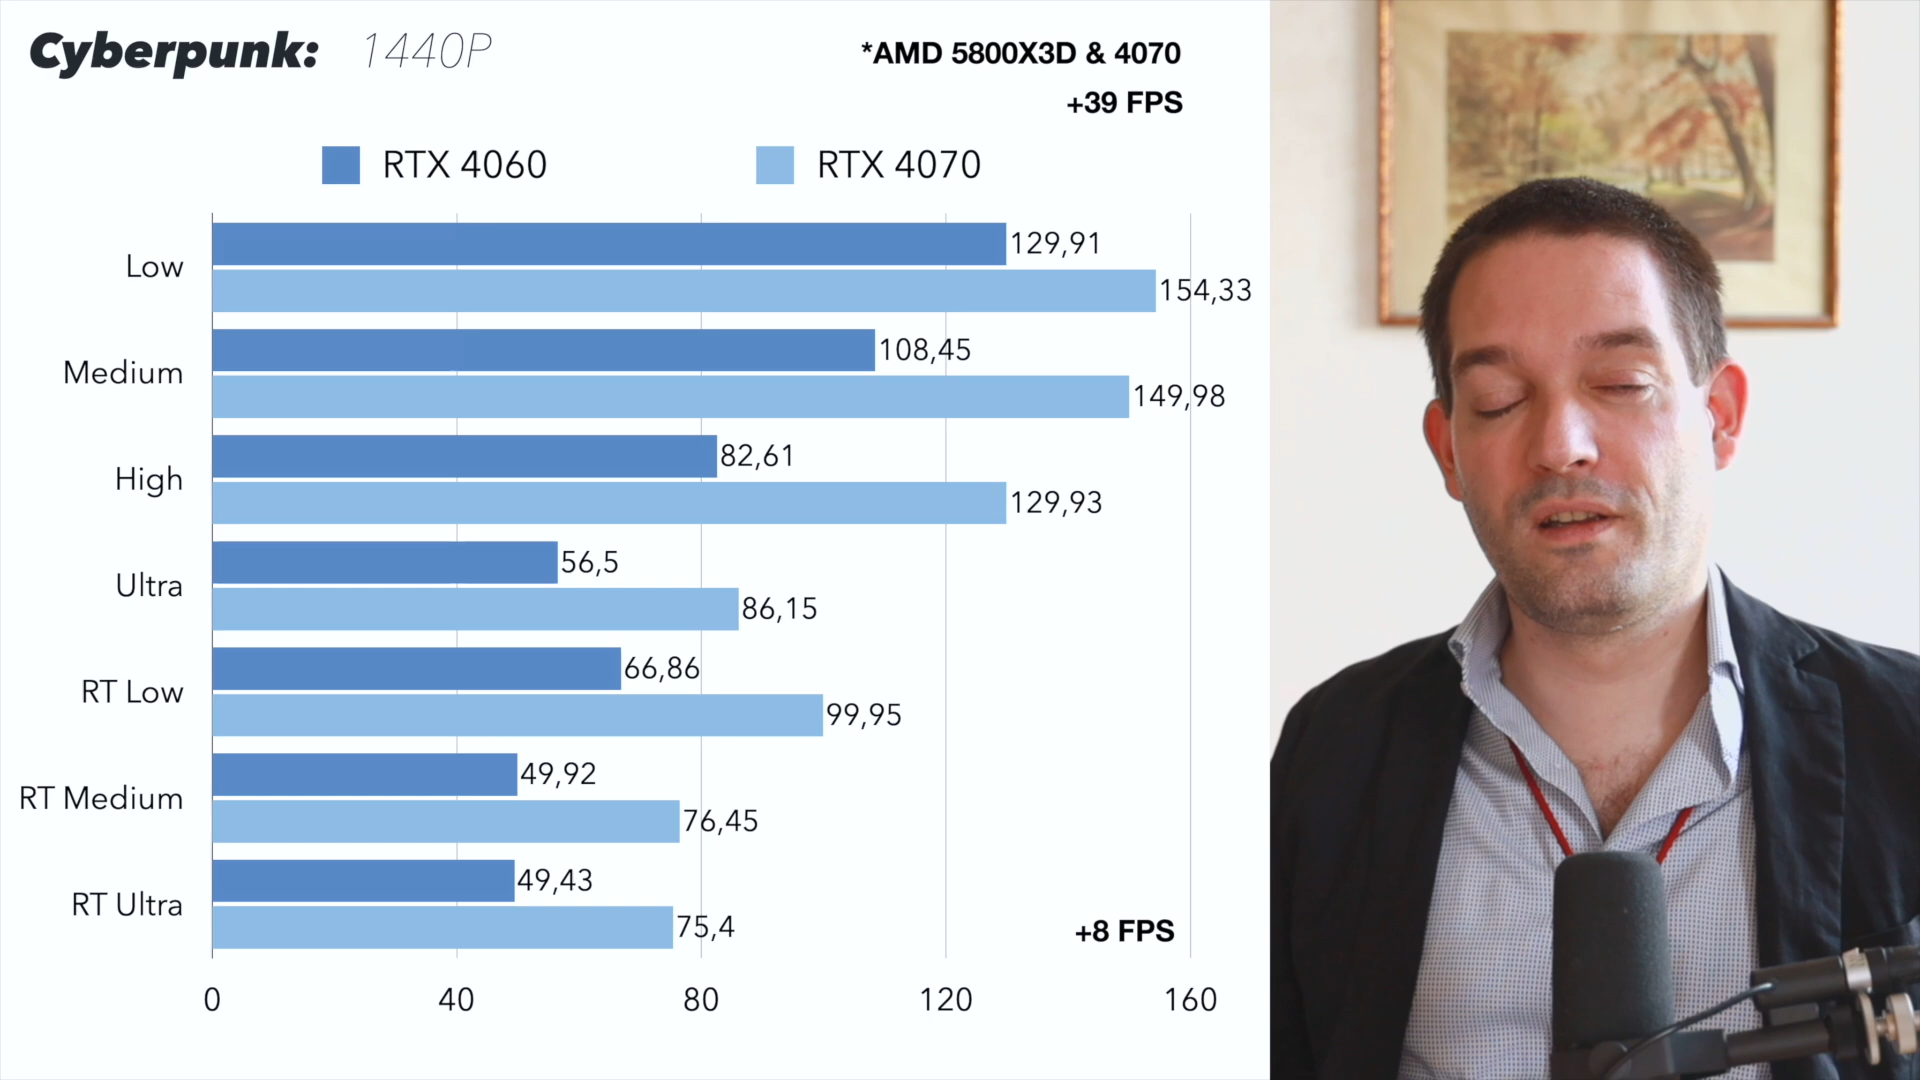 Cyberpunk: 1440P
*AMD 5800X3D & 4070
+39 FPS
RTX 4060
RTX 4070
Low
129,91
154,33
Medium
108,45
149,98
High
82,61
129,93
Ultra
56,5
86,15
RT Low
66,86
99,95
RT Medium
49,92
76,45
RT Ultra
49,43
75,4
+8 FPS
0 40 80 120 160